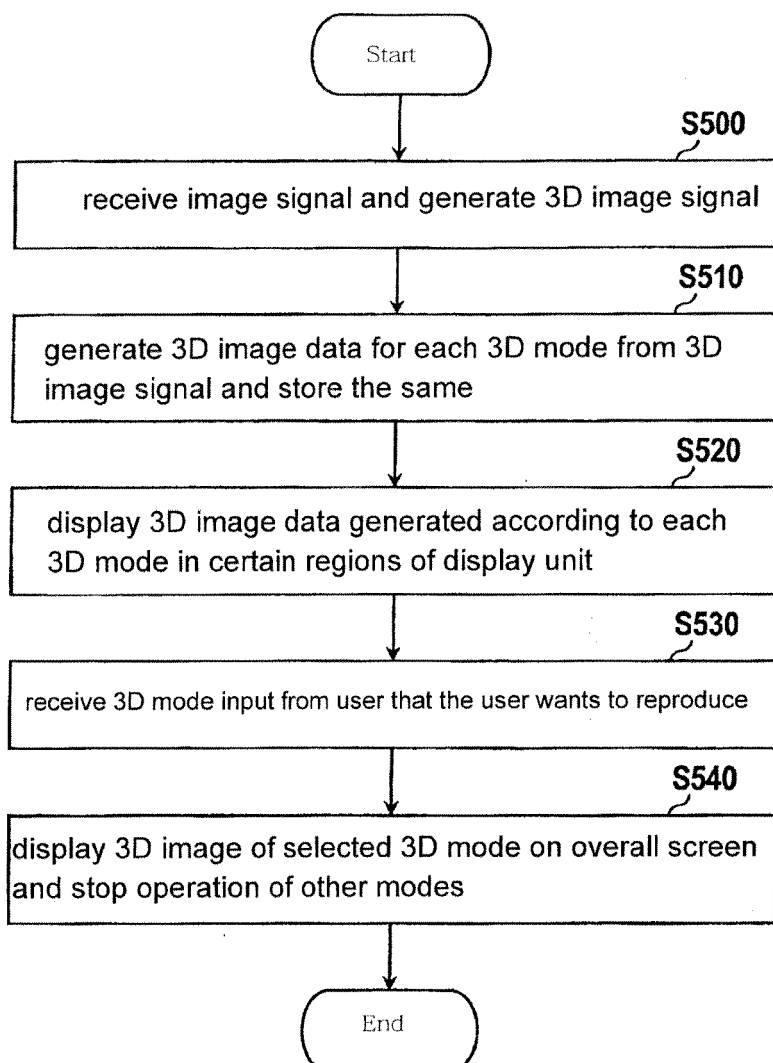 Start
S500
receive image signal and generate 3D image signal
S510
generate 3D image data for each 3D mode from 3D
image signal and store the same
S520
display 3D image data generated according to each
3D mode in certain regions of display unit
S530
receive 3D mode input from user that the user wants to reproduce
S540
display 3D image of selected 3D mode on overall screen
and stop operation of other modes
End